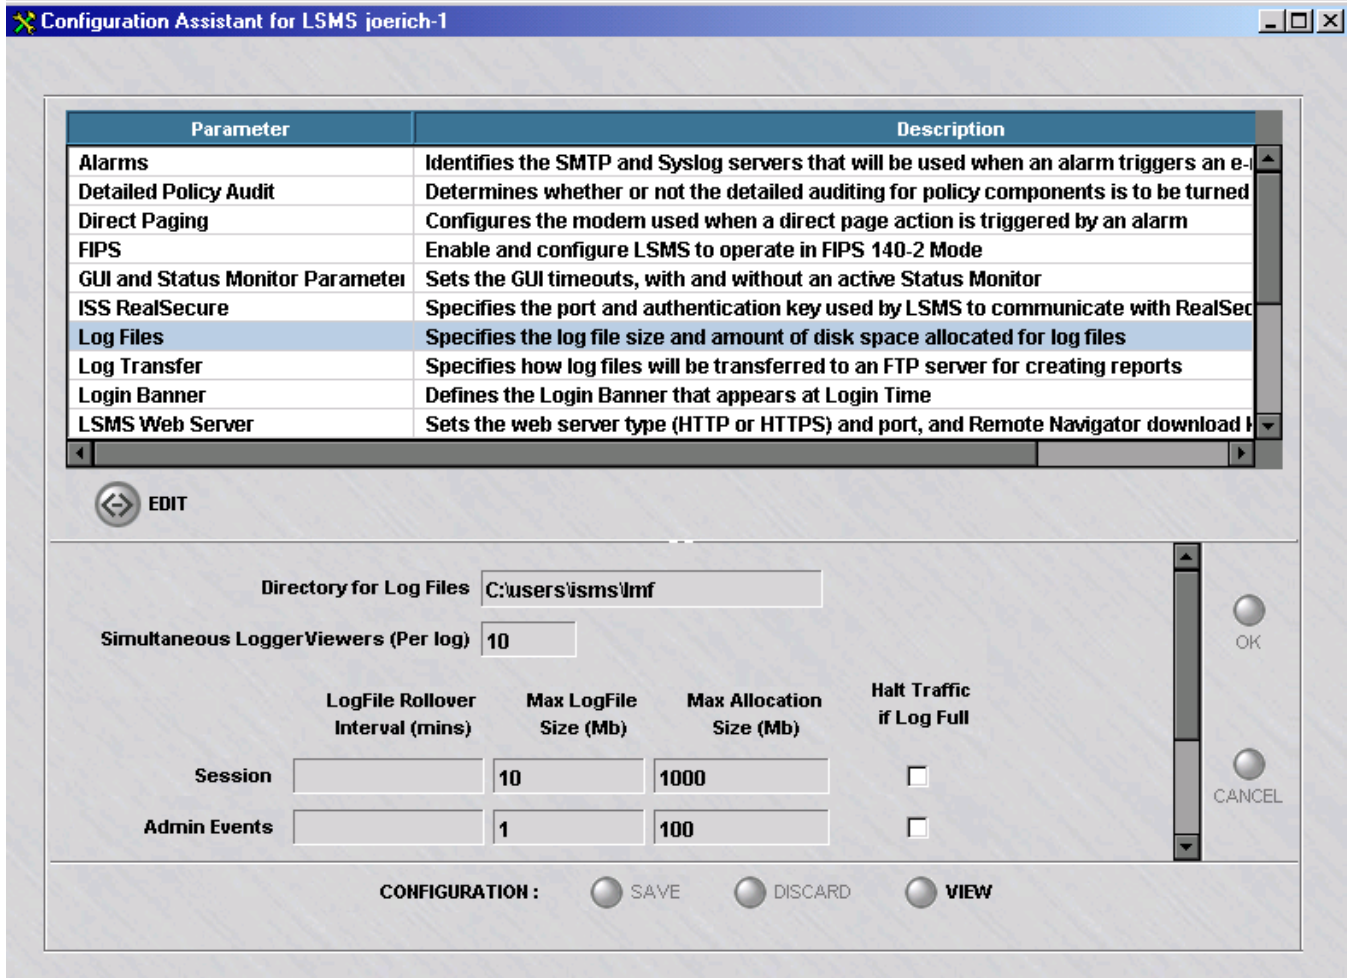 Configuration Assistant for LSMS joerich-1
Parameter Description
Alarms Identifies the SMTP and Syslog servers that will be used when an alarm triggers an e-
Detailed Policy Audit Determines whether or not the detailed auditing for policy components is to be turned
Direct Paging Configures the modem used when a direct page action is triggered by an alarm
FIPS Enable and configure LSMS to operate in FIPS 140-2 Mode
GUI and Status Monitor Parameter Sets the GUI timeouts, with and without an active Status Monitor
ISS RealSecure Specifies the port and authentication key used by LSMS to communicate with RealSec
Log Files Specifies the log file size and amount of disk space allocated for log files
Log Transfer Specifies how log files will be transferred to an FTP server for creating reports
Login Banner Defines the Login Banner that appears at Login Time
LSMS Web Server Sets the web server type (HTTP or HTTPS) and port, and Remote Navigator download
EDIT
Directory for Log Files C:\users\isms\lmf
Simultaneous LoggerViewers (Per log) 10
LogFile Rollover Interval (mins) Max LogFile Size (Mb) Max Allocation Size (Mb) Halt Traffic if Log Full
Session 10 1000
Admin Events 1 100
OK
CANCEL
CONFIGURATION : SAVE DISCARD VIEW